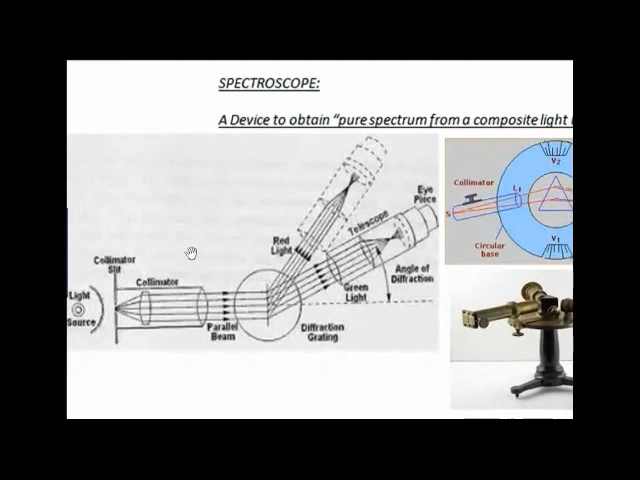 SPECTROSCOPE:
A Device to obtain "pure spectrum from a composite light
Eye
Piece
Telescope
Red
Light
Collimator
Slit
Collimator
Light
Source
Parallel
Beam
Green
Light
Angle of
Diffraction
Diffraction
Grating
V2
Collimator
L1
S
Circular
base
V1